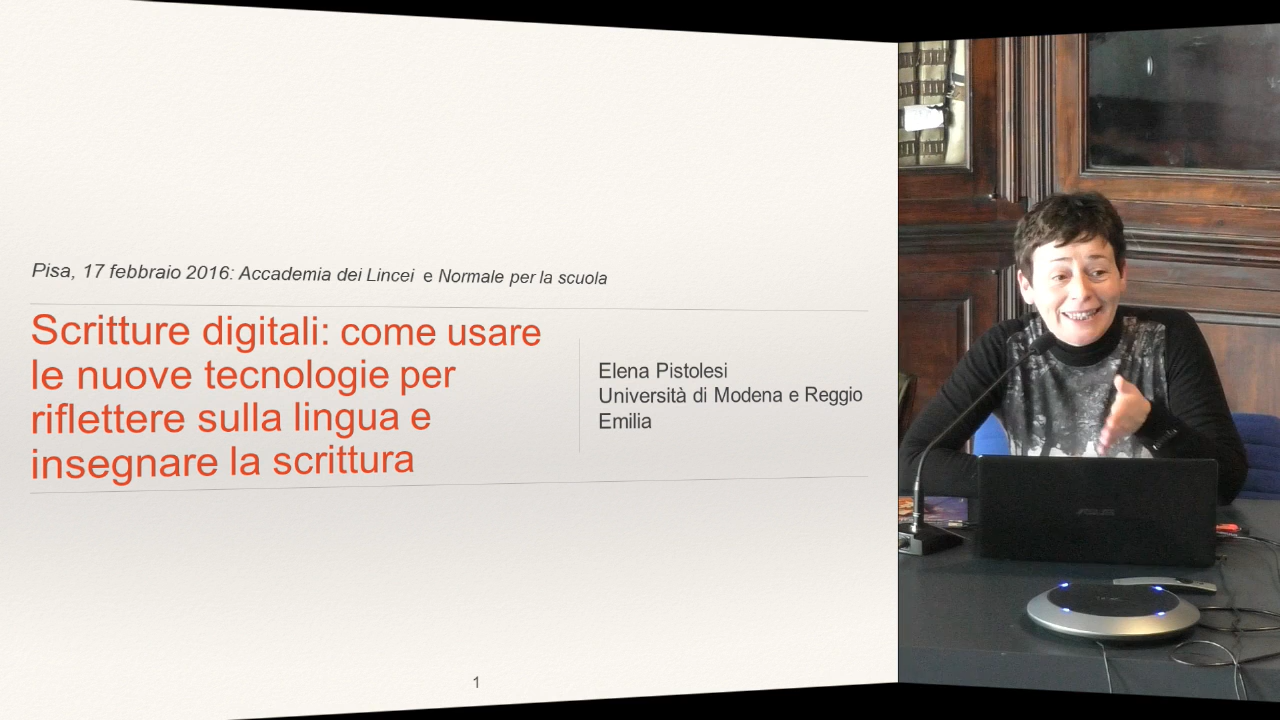 Pisa, 17 febbraio 2016: Accademia dei Lincei e Normale per la scuola
Scritture digitali: come usare
le nuove tecnologie per
riflettere sulla lingua e
insegnare la scrittura
Elena Pistolesi
Università di Modena e Reggio
Emilia
1
ASUS